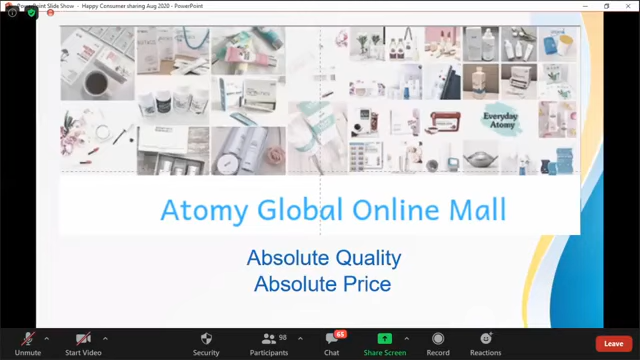 PowerPoint Slide Show - Happy Consumer sharing Aug 2020 - PowerPoint
Everyday
Atomy
Atomy Global Online Mall
Absolute Quality
Absolute Price
Unmute
Start Video
Security
Participants
98
Chat
65
Share Screen
Record
Reactions
Leave